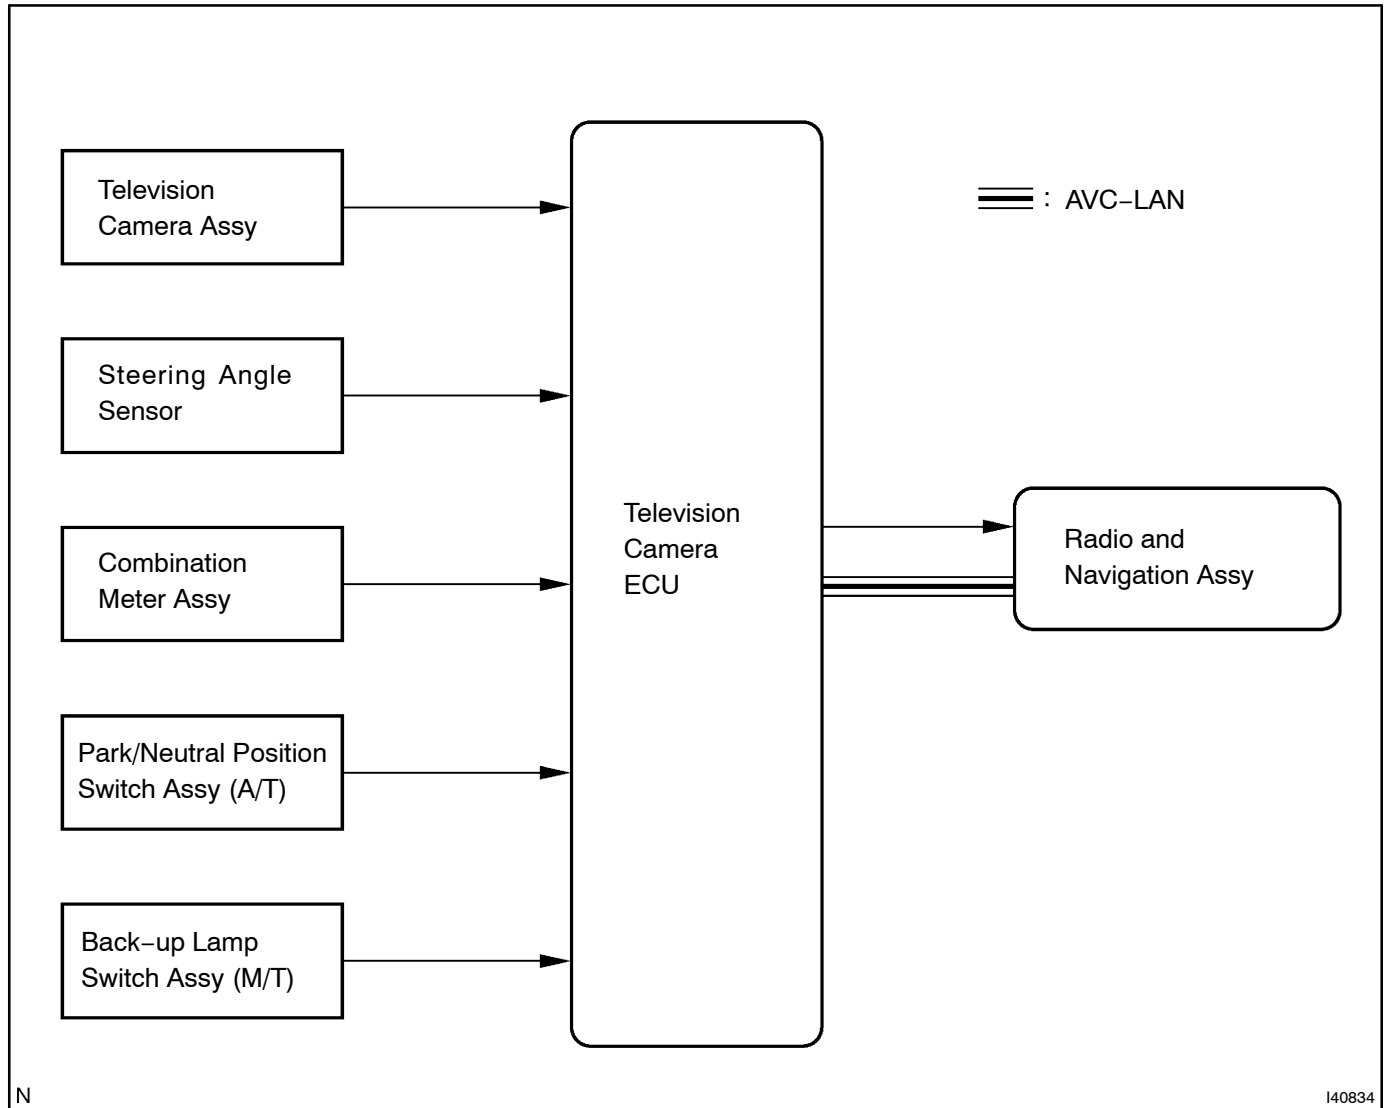 Television
Camera Assy
Steering Angle
Sensor
Combination
Meter Assy
Park/Neutral Position
Switch Assy (A/T)
Back−up Lamp
Switch Assy (M/T)
Television
Camera
ECU
: AVC−LAN
Radio and
Navigation Assy
N
I40834